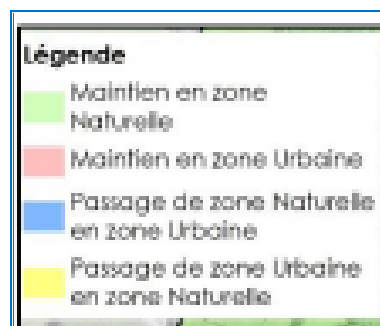 Légende
Maintien en zone
Naturelle
Maintien en zone Urbaine
Passage de zone Naturelle
en zone Urbaine
Passage de zone Urbaine
en zone Naturelle